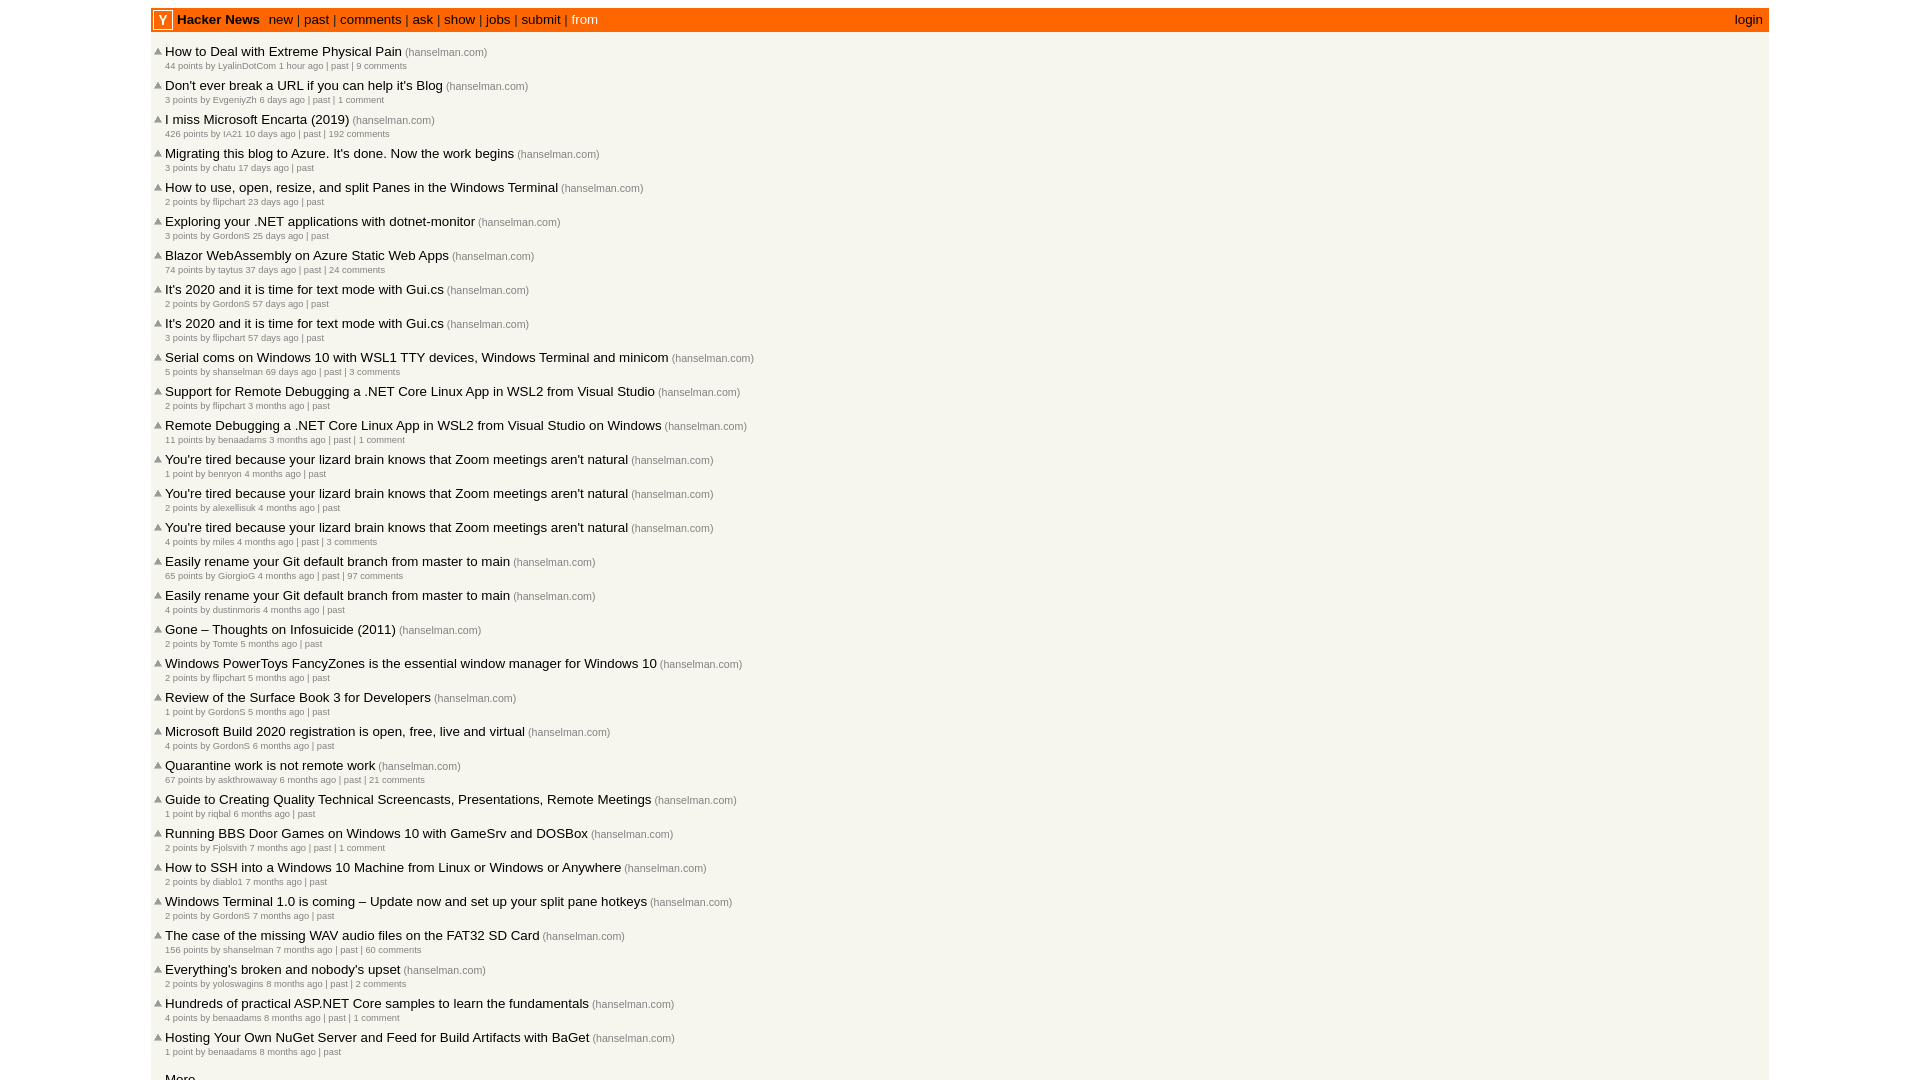 Y Hacker News new | past | comments | ask | show | jobs | submit | from login
How to Deal with Extreme Physical Pain (hanselman.com)
44 points by LyalinDotCom 1 hour ago | past | 9 comments
Don't ever break a URL if you can help it's Blog (hanselman.com)
3 points by EvgeniyZh 6 days ago | past | 1 comment
I miss Microsoft Encarta (2019) (hanselman.com)
426 points by IA21 10 days ago | past | 192 comments
Migrating this blog to Azure. It's done. Now the work begins (hanselman.com)
3 points by chatu 17 days ago | past
How to use, open, resize, and split Panes in the Windows Terminal (hanselman.com)
2 points by flipchart 23 days ago | past
Exploring your .NET applications with dotnet-monitor (hanselman.com)
3 points by GordonS 25 days ago | past
Blazor WebAssembly on Azure Static Web Apps (hanselman.com)
74 points by taytus 37 days ago | past | 24 comments
It's 2020 and it is time for text mode with Gui.cs (hanselman.com)
2 points by GordonS 57 days ago | past
It's 2020 and it is time for text mode with Gui.cs (hanselman.com)
3 points by flipchart 57 days ago | past
Serial coms on Windows 10 with WSL1 TTY devices, Windows Terminal and minicom (hanselman.com)
5 points by shanselman 69 days ago | past | 3 comments
Support for Remote Debugging a .NET Core Linux App in WSL2 from Visual Studio (hanselman.com)
2 points by flipchart 3 months ago | past
Remote Debugging a .NET Core Linux App in WSL2 from Visual Studio on Windows (hanselman.com)
11 points by benaadams 3 months ago | past | 1 comment
You're tired because your lizard brain knows that Zoom meetings aren't natural (hanselman.com)
1 point by benryon 4 months ago | past
You're tired because your lizard brain knows that Zoom meetings aren't natural (hanselman.com)
2 points by alexellisuk 4 months ago | past
You're tired because your lizard brain knows that Zoom meetings aren't natural (hanselman.com)
4 points by miles 4 months ago | past | 3 comments
Easily rename your Git default branch from master to main (hanselman.com)
65 points by GiorgioG 4 months ago | past | 97 comments
Easily rename your Git default branch from master to main (hanselman.com)
4 points by dustinmoris 4 months ago | past
Gone – Thoughts on Infosuicide (2011) (hanselman.com)
2 points by Tomte 5 months ago | past
Windows PowerToys FancyZones is the essential window manager for Windows 10 (hanselman.com)
2 points by flipchart 5 months ago | past
Review of the Surface Book 3 for Developers (hanselman.com)
1 point by GordonS 5 months ago | past
Microsoft Build 2020 registration is open, free, live and virtual (hanselman.com)
4 points by GordonS 6 months ago | past
Quarantine work is not remote work (hanselman.com)
67 points by askthrowaway 6 months ago | past | 21 comments
Guide to Creating Quality Technical Screencasts, Presentations, Remote Meetings (hanselman.com)
1 point by riqbal 6 months ago | past
Running BBS Door Games on Windows 10 with GameSrv and DOSBox (hanselman.com)
2 points by Fjolsvith 7 months ago | past | 1 comment
How to SSH into a Windows 10 Machine from Linux or Windows or Anywhere (hanselman.com)
2 points by diablo1 7 months ago | past
Windows Terminal 1.0 is coming – Update now and set up your split pane hotkeys (hanselman.com)
2 points by GordonS 7 months ago | past
The case of the missing WAV audio files on the FAT32 SD Card (hanselman.com)
156 points by shanselman 7 months ago | past | 60 comments
Everything's broken and nobody's upset (hanselman.com)
2 points by yoloswagins 8 months ago | past | 2 comments
Hundreds of practical ASP.NET Core samples to learn the fundamentals (hanselman.com)
4 points by benaadams 8 months ago | past | 1 comment
Hosting Your Own NuGet Server and Feed for Build Artifacts with BaGet (hanselman.com)
1 point by benaadams 8 months ago | past
More